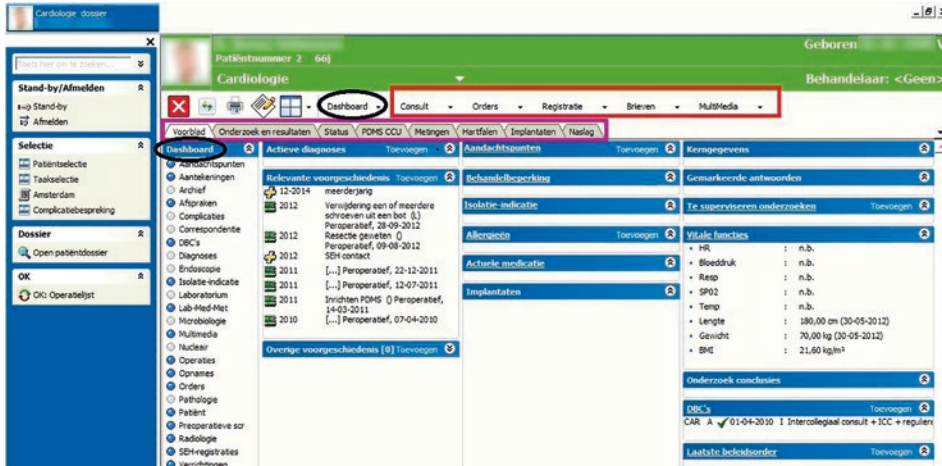 Cardiologie dossier
Toets hier om te zoeken...
Stand-by/Afmelden
Stand-by
Afmelden
Selectie
Patiëntselectie
Taakselectie
Amsterdam
Complicatiebespreking
Dossier
Open patiëntdossier
OK
OK: Operatielijst
Geboren
Patiëntnummer 2 66j
Cardiologie
Behandelaar: <Geen>
Dashboard Consult Orders Registratie Brieven MultiMedia
Voorblad Onderzoek en resultaten Status PDMS CCU Metingen Hartfalen Implantaten Naslag
Dashboard
Aandachtspunten
Aantekeningen
Archief
Afspraken
Complicaties
Correspondentie
DBC's
Diagnoses
Endoscopie
Isolatie-indicatie
Laboratorium
Lab-Med-Met
Microbiologie
Multimedia
Nucleair
Operaties
Opnames
Orders
Pathologie
Patiënt
Preoperatieve scr
Radiologie
SEH-registraties
Verrichtingen
Actieve diagnoses Toevoegen
Relevante voorgeschiedenis Toevoegen
12-2014 meerderjarig
2012 Verwijdering een of meerdere
schroeven uit een bot (L)
Peroperatief, 28-09-2012
2012 Resectie geweten ()
Peroperatief, 09-08-2012
2012 SEH contact
2011 [...] Peroperatief, 22-12-2011
2011 [...] Peroperatief, 12-07-2011
2011 Inrichten PDMS () Peroperatief,
14-03-2011
2010 [...] Peroperatief, 07-04-2010
Overige voorgeschiedenis [0] Toevoegen
Aandachtspunten Toevoegen
Behandelbeperking
Isolatie-indicatie
Allergieën Toevoegen
Actuele medicatie
Implantaten
Kerngegevens
Gemarkeerde antwoorden
Te superviseren onderzoeken Toevoegen
Vitale functies
HR : n.b.
Bloeddruk : n.b.
Resp : n.b.
SPO2 : n.b.
Temp : n.b.
Lengte : 180,00 cm (30-05-2012)
Gewicht : 70,00 kg (30-05-2012)
BMI : 21,60 kg/m²
Onderzoek conclusies
DBC's Toevoegen
CAR A 01-04-2010 I Intercollegiaal consult + ICC + reguliere
Laatste beleidsorder Toevoegen